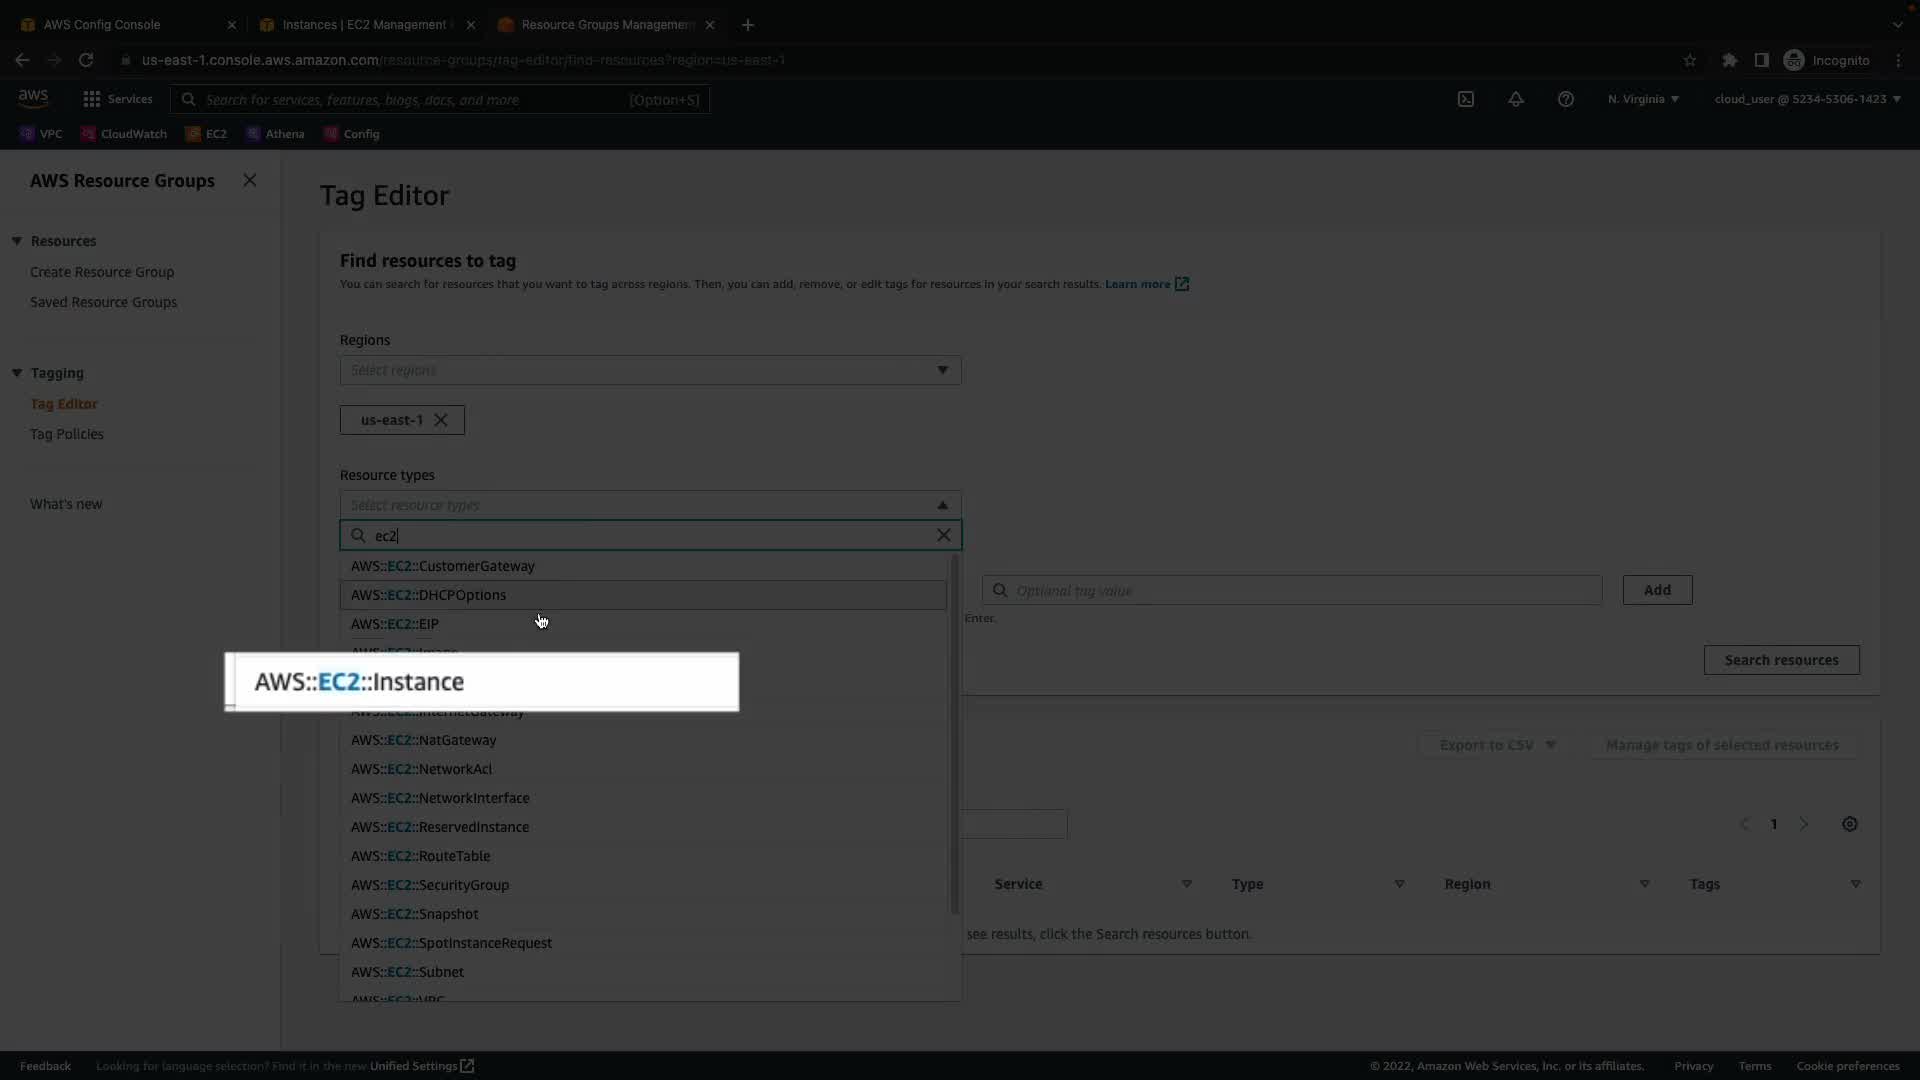 AWS Config Console
Instances | EC2 Management
Resource Groups Management
us-east-1.console.aws.amazon.com/resource-groups/tag-editor/find-resources?region=us-east-1
Incognito
aws
Services
Search for services, features, blogs, docs, and more
[Option+S]
N. Virginia
cloud_user @ 5234-5306-1423
VPC
CloudWatch
EC2
Athena
Config
AWS Resource Groups
Resources
Create Resource Group
Saved Resource Groups
Tagging
Tag Editor
Tag Policies
What's new
Tag Editor
Find resources to tag
You can search for resources that you want to tag across regions. Then, you can add, remove, or edit tags for resources in your search results. Learn more
Regions
Select regions
us-east-1
Resource types
Select resource types
ec2
AWS::EC2::CustomerGateway
AWS::EC2::DHCPOptions
AWS::EC2::EIP
AWS::EC2::Image
AWS::EC2::Instance
AWS::EC2::InternetGateway
AWS::EC2::NatGateway
AWS::EC2::NetworkAcl
AWS::EC2::NetworkInterface
AWS::EC2::ReservedInstance
AWS::EC2::RouteTable
AWS::EC2::SecurityGroup
AWS::EC2::Snapshot
AWS::EC2::SpotInstanceRequest
AWS::EC2::Subnet
AWS::EC2::VPC
Optional tag value
Add
Enter.
Search resources
Export to CSV
Manage tags of selected resources
1
Service
Type
Region
Tags
see results, click the Search resources button.
Feedback
Looking for language selection? Find it in the new Unified Settings
© 2022, Amazon Web Services, Inc. or its affiliates.
Privacy
Terms
Cookie preferences